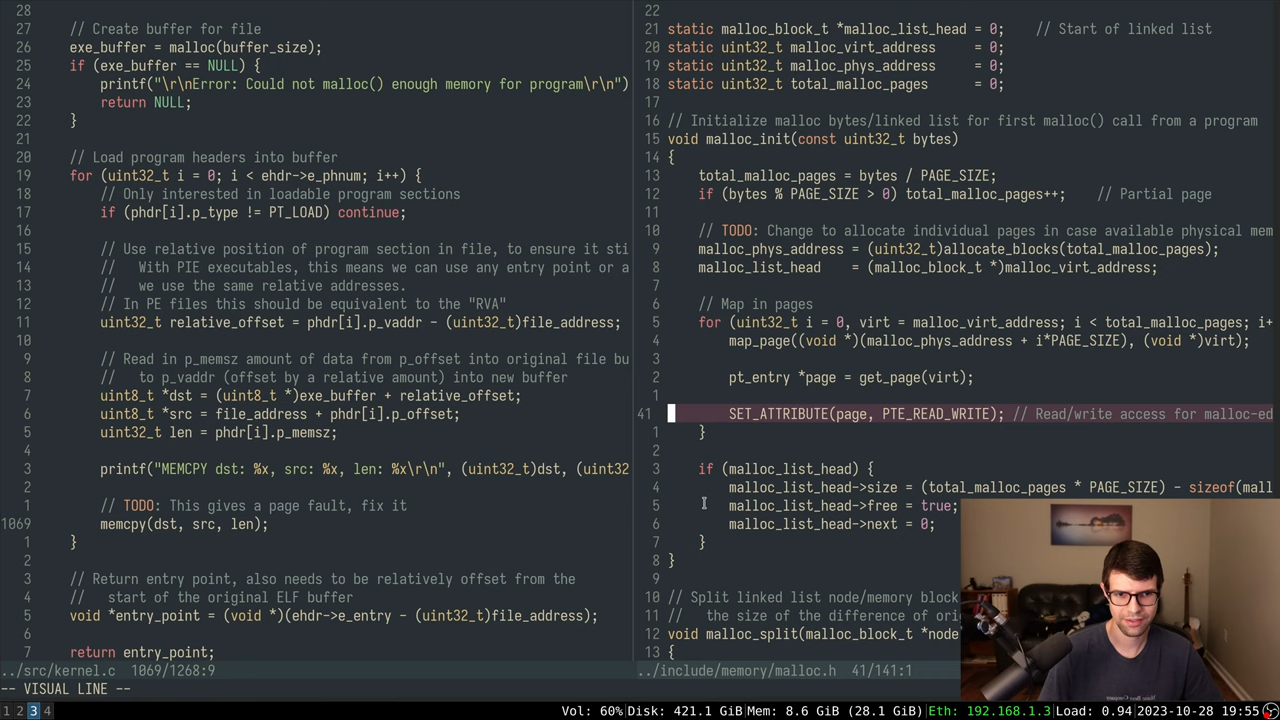 28
27 // Create buffer for file
26 exe_buffer = malloc(buffer_size);
25 if (exe_buffer == NULL) {
24 printf("\r\nError: Could not malloc() enough memory for program\r\n")
23 return NULL;
22 }
21
20 // Load program headers into buffer
19 for (uint32_t i = 0; i < ehdr->e_phnum; i++) {
18 // Only interested in loadable program sections
17 if (phdr[i].p_type != PT_LOAD) continue;
16
15 // Use relative position of program section in file, to ensure it sti
14 // With PIE executables, this means we can use any entry point or a
13 // we use the same relative addresses.
12 // In PE files this should be equivalent to the "RVA"
11 uint32_t relative_offset = phdr[i].p_vaddr - (uint32_t)file_address;
10
9 // Read in p_memsz amount of data from p_offset into original file bu
8 // to p_vaddr (offset by a relative amount) into new buffer
7 uint8_t *dst = (uint8_t *)exe_buffer + relative_offset;
6 uint8_t *src = file_address + phdr[i].p_offset;
5 uint32_t len = phdr[i].p_memsz;
4
3 printf("MEMCPY dst: %x, src: %x, len: %x\r\n", (uint32_t)dst, (uint32
2
1 // TODO: This gives a page fault, fix it
1069 memcpy(dst, src, len);
1 }
2
3 // Return entry point, also needs to be relatively offset from the
4 // start of the original ELF buffer
5 void *entry_point = (void *)(ehdr->e_entry - (uint32_t)file_address);
6
7 return entry_point;
../src/kernel.c 1069/1268:9
22
21 static malloc_block_t *malloc_list_head = 0; // Start of linked list
20 static uint32_t malloc_virt_address = 0;
19 static uint32_t malloc_phys_address = 0;
18 static uint32_t total_malloc_pages = 0;
17
16 // Initialize malloc bytes/linked list for first malloc() call from a program
15 void malloc_init(const uint32_t bytes)
14 {
13 total_malloc_pages = bytes / PAGE_SIZE;
12 if (bytes % PAGE_SIZE > 0) total_malloc_pages++; // Partial page
11
10 // TODO: Change to allocate individual pages in case available physical mem
9 malloc_phys_address = (uint32_t)allocate_blocks(total_malloc_pages);
8 malloc_list_head = (malloc_block_t *)malloc_virt_address;
7
6 // Map in pages
5 for (uint32_t i = 0, virt = malloc_virt_address; i < total_malloc_pages; i+
4 map_page((void *)(malloc_phys_address + i*PAGE_SIZE), (void *)virt);
3
2 pt_entry *page = get_page(virt);
1
41 SET_ATTRIBUTE(page, PTE_READ_WRITE); // Read/write access for malloc-ed
1 }
2
3 if (malloc_list_head) {
4 malloc_list_head->size = (total_malloc_pages * PAGE_SIZE) - sizeof(mall
5 malloc_list_head->free = true;
6 malloc_list_head->next = 0;
7 }
8 }
9
10 // Split linked list node/memory block
11 // the size of the difference of ori
12 void malloc_split(malloc_block_t *node
13 {
../include/memory/malloc.h 41/141:1
-- VISUAL LINE --
1 2 3 4 Vol: 60% Disk: 421.1 GiB Mem: 8.6 GiB (28.1 GiB) Eth: 192.168.1.3 Load: 0.94 2023-10-28 19:55